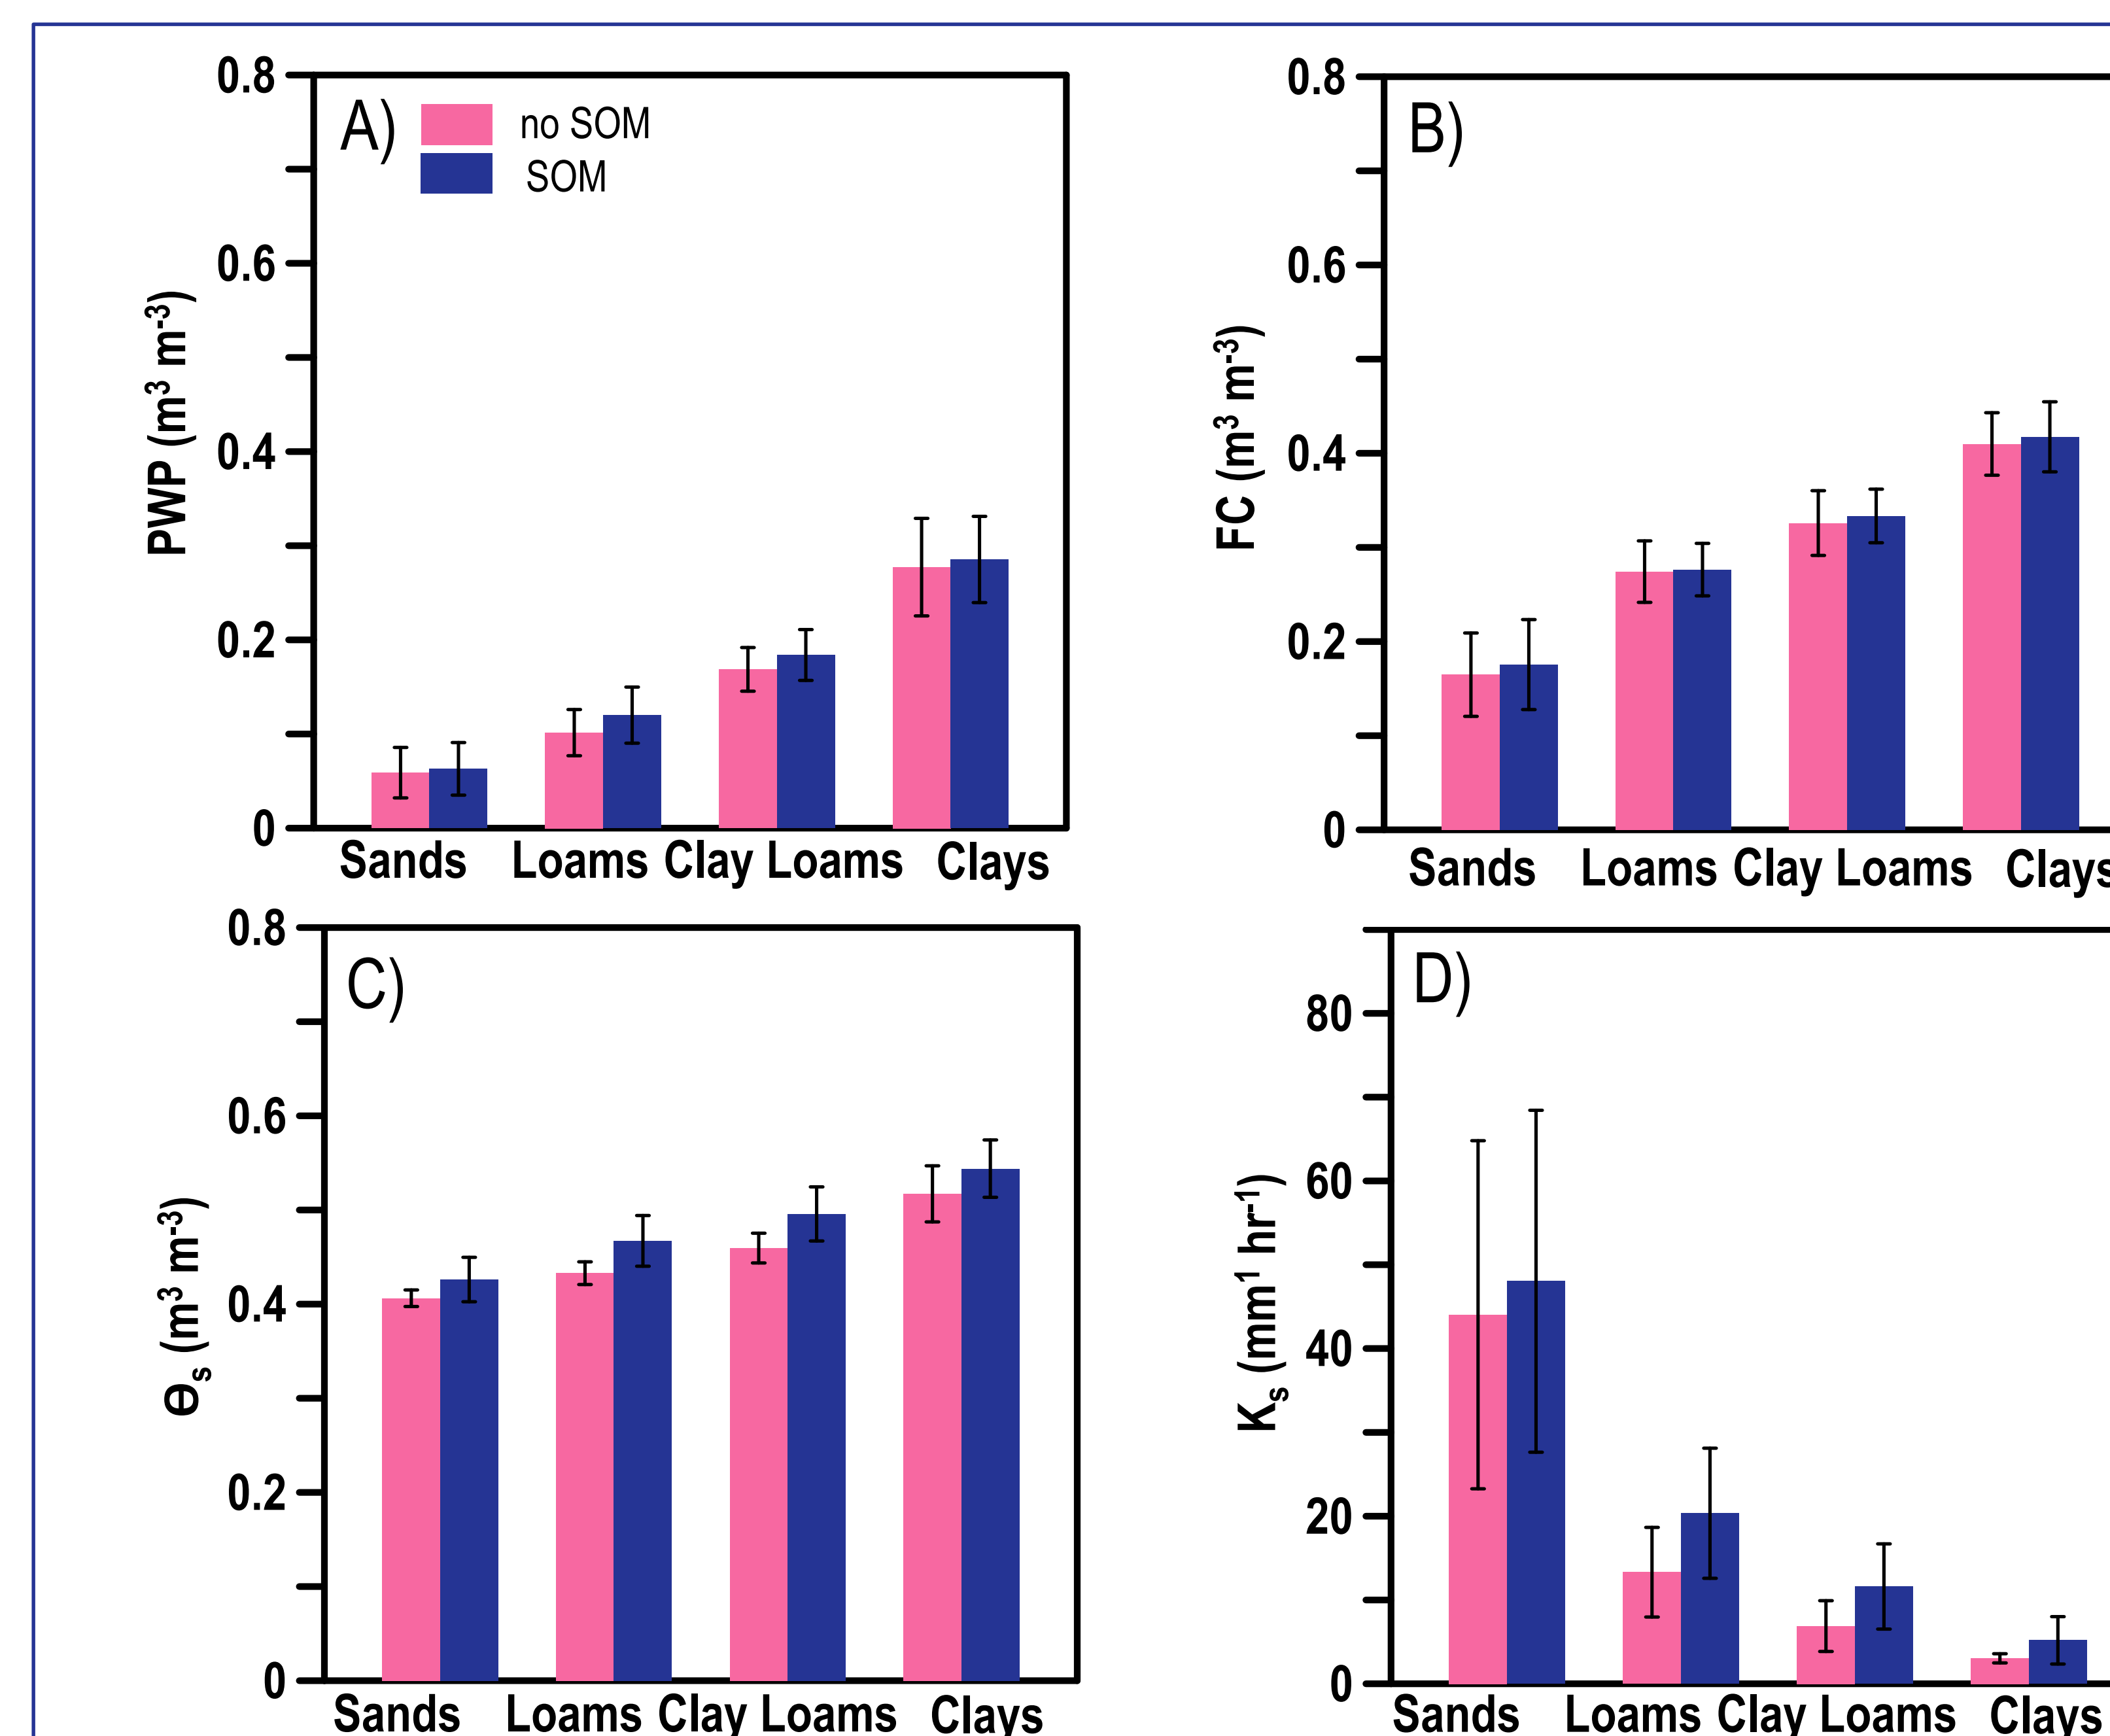 A)
no SOM
SOM
PWP (m³ m⁻³)
0.8
0.6
0.4
0.2
0
Sands Loams Clay Loams Clays
B)
FC (m³ m⁻³)
0.8
0.6
0.4
0.2
0
Sands Loams Clay Loams Clays
C)
ϴₛ (m³ m⁻³)
0.8
0.6
0.4
0.2
0
Sands Loams Clay Loams Clays
D)
Kₛ (mm¹ hr⁻¹)
80
60
40
20
0
Sands Loams Clay Loams Clays